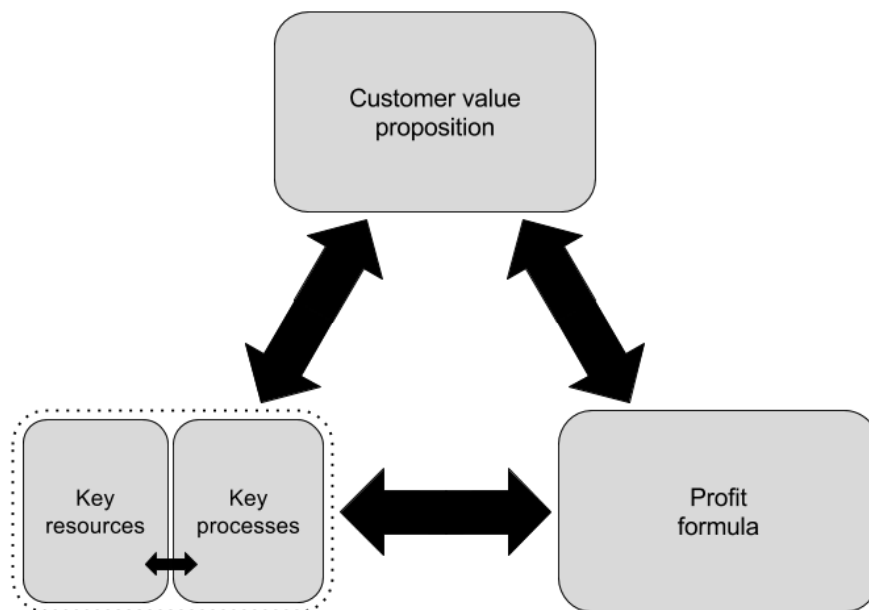 Customer value
proposition
Key
resources
Key
processes
Profit
formula